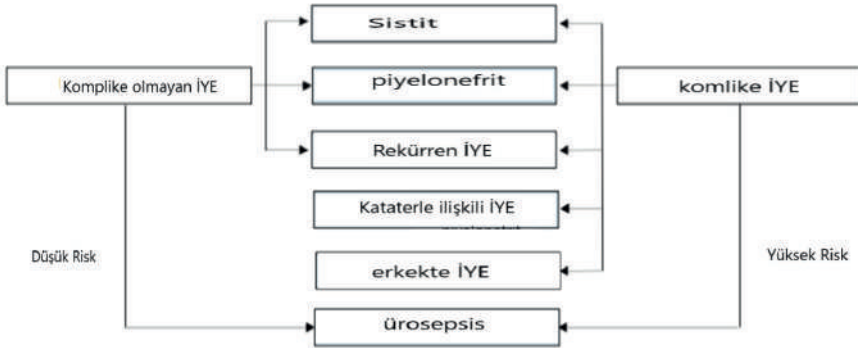 Sistit
Komplike olmayan İYE
piyelonefrit
komlike İYE
Rekürren İYE
Kataterle ilişkili İYE
Düşük Risk
erkekte İYE
Yüksek Risk
ürosepsis